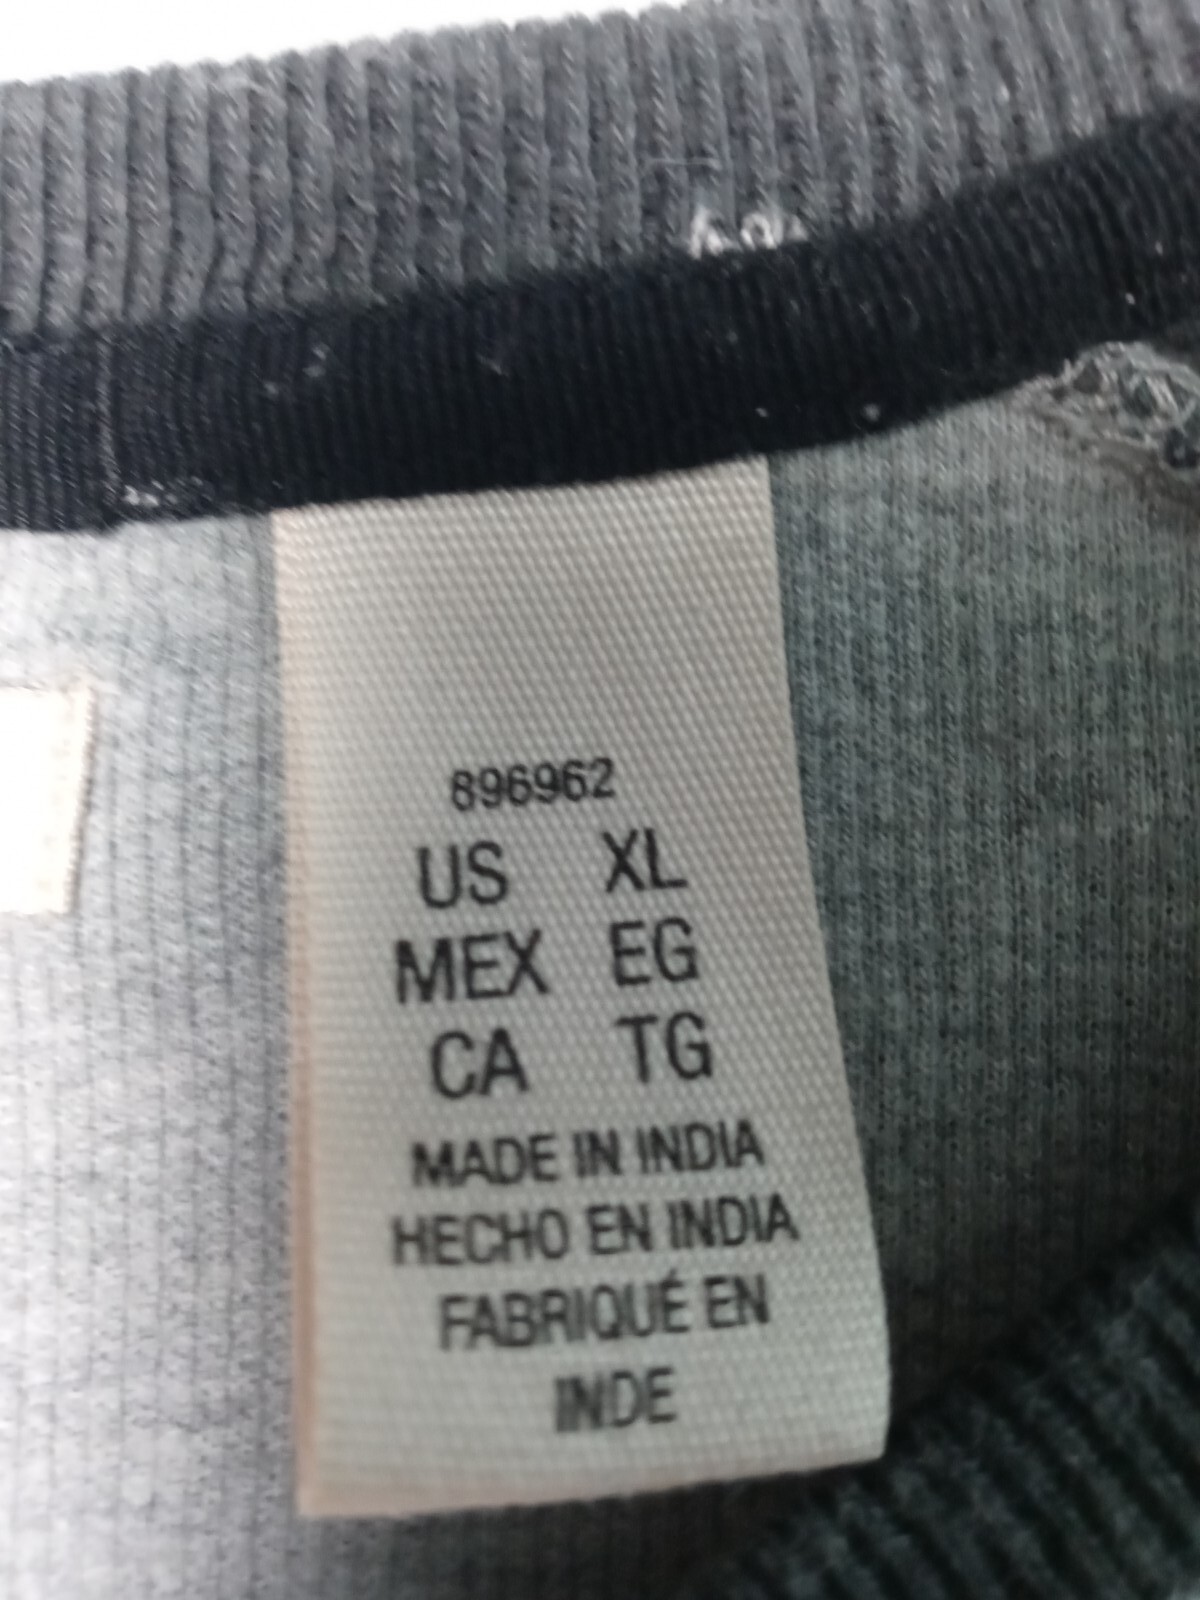 896962
US XL
MEX EG
CA TG
MADE IN INDIA
HECHO EN INDIA
FABRIQUÉ EN
INDE